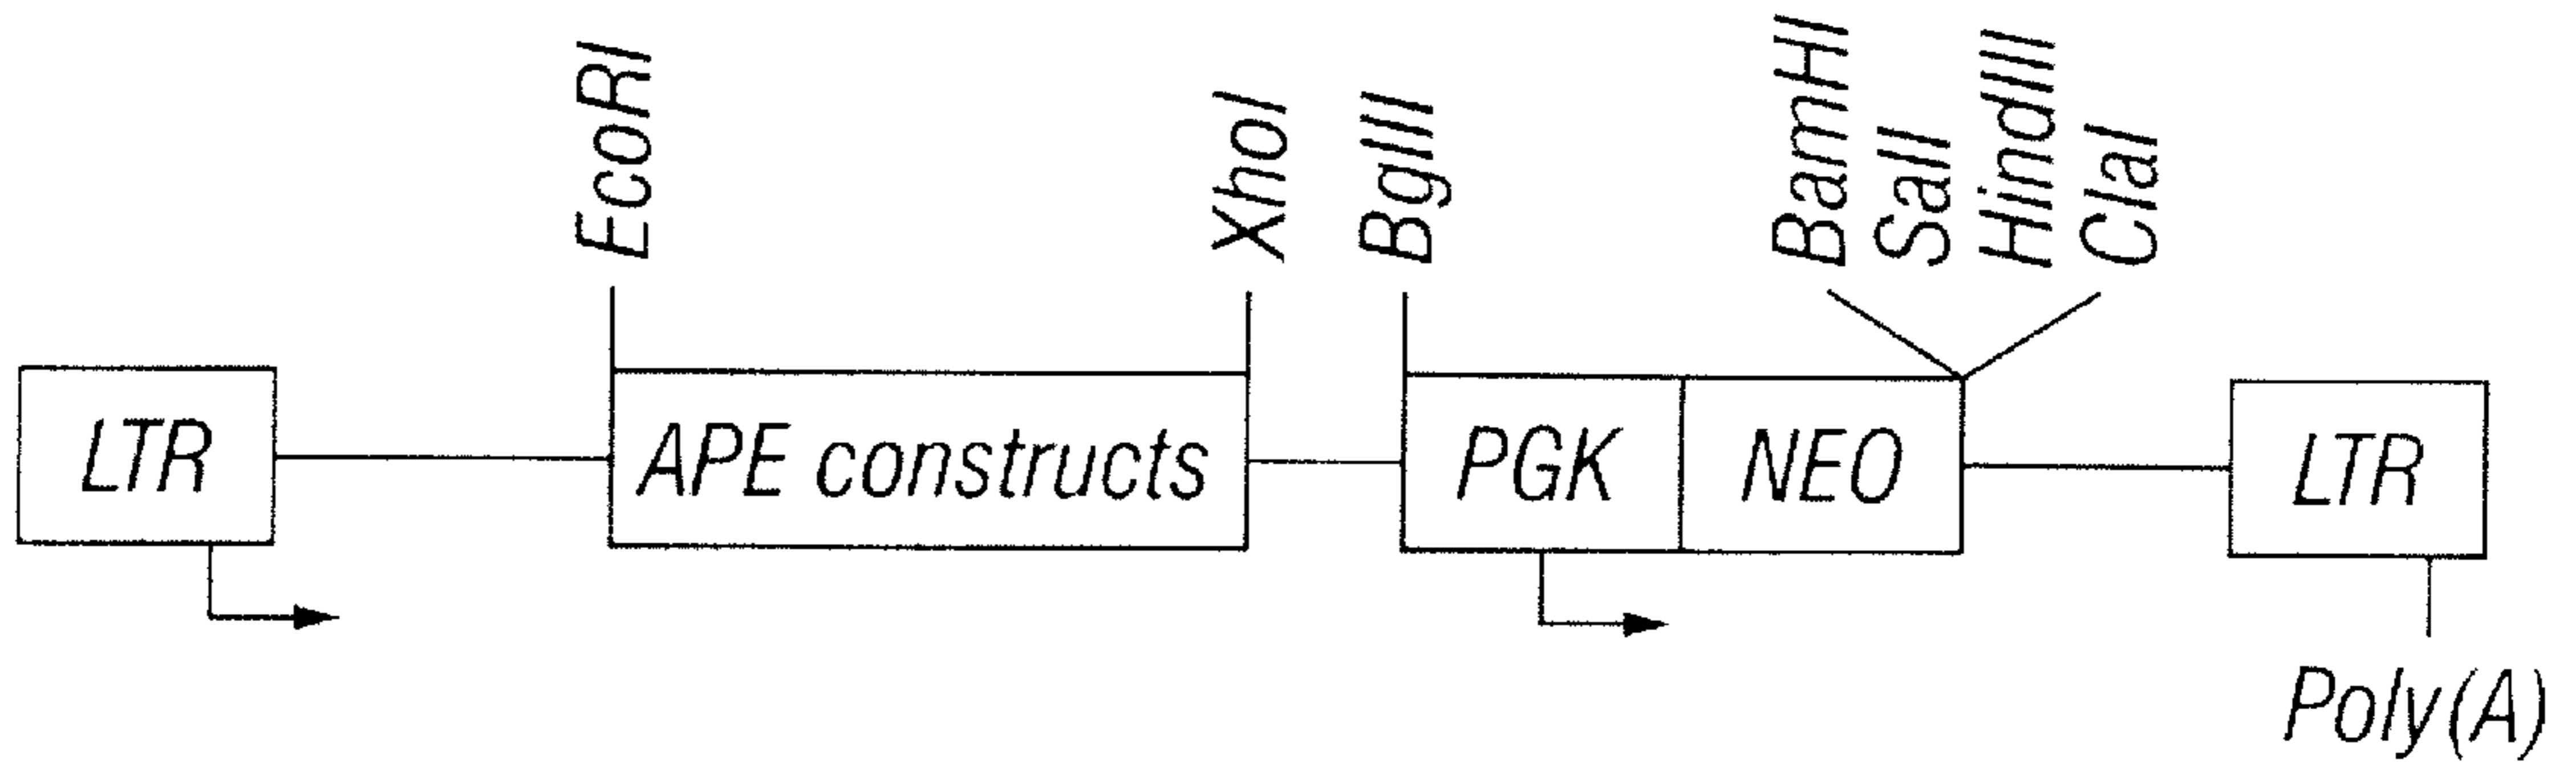 EcoRI
XhoI
BglII
BamHI
SalI
HindIII
ClaI
LTR
APE constructs
PGK
NEO
LTR
Poly(A)